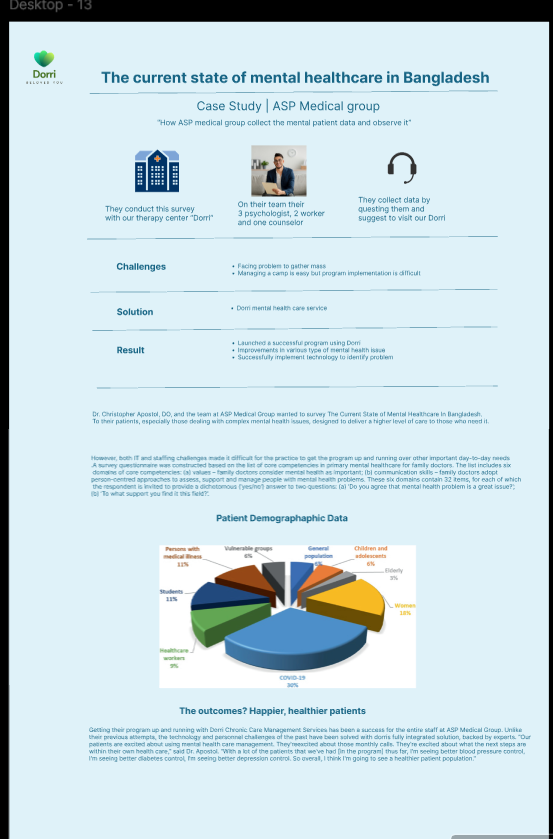 Desktop - 13
Dorri
BELOVED YOU
The current state of mental healthcare in Bangladesh
Case Study | ASP Medical group
"How ASP medical group collect the mental patient data and observe it"
They conduct this survey
with our therapy center "Dorri"
On their team their
3 psychologist, 2 worker
and one counselor
They collect data by
questing them and
suggest to visit our Dorri
Challenges
• Facing problem to gather mass
• Managing a camp is easy but program implementation is difficult
Solution
• Dorri mental health care service
Result
• Launched a successful program using Dorri
• Improvements in various type of mental health issue
• Successfully implement technology to identify problem
Dr. Christopher Apostol, DO, and the team at ASP Medical Group wanted to survey The Current State of Mental Healthcare In Bangladesh.
To their patients, especially those dealing with complex mental health issues, designed to deliver a higher level of care to those who need it.
However, both IT and staffing challenges made it difficult for the practice to get the program up and running over other important day-to-day needs
.A survey questionnaire was constructed based on the list of core competencies in primary mental healthcare for family doctors. The list includes six
domains of core competencies: (a) values – family doctors consider mental health as important; (b) communication skills – family doctors adopt
person-centred approaches to assess, support and manage people with mental health problems. These six domains contain 32 items, for each of which
the respondent is invited to provide a dichotomous ('yes/no') answer to two questions: (a) 'Do you agree that mental health problem is a great issue?';
(b) 'To what support you find it this field?'.
Patient Demographaphic Data
Persons with
medical illness
11%
Vulnerable groups
6%
General
population
Children and
adolescents
6%
Elderly
3%
Women
Students
11%
Healthcare
workers
9%
COVID-19
30%
The outcomes? Happier, healthier patients
Getting their program up and running with Dorri Chronic Care Management Services has been a success for the entire staff at ASP Medical Group. Unlike
their previous attempts, the technology and personnel challenges of the past have been solved with dorris fully integrated solution, backed by experts. "Our
patients are excited about using mental health care management. They'reexcited about those monthly calls. They're excited about what the next steps are
within their own health care," said Dr. Apostol. "With a lot of the patients that we've had [in the program] thus far, I'm seeing better blood pressure control,
I'm seeing better diabetes control, I'm seeing better depression control. So overall, I think I'm going to see a healthier patient population."